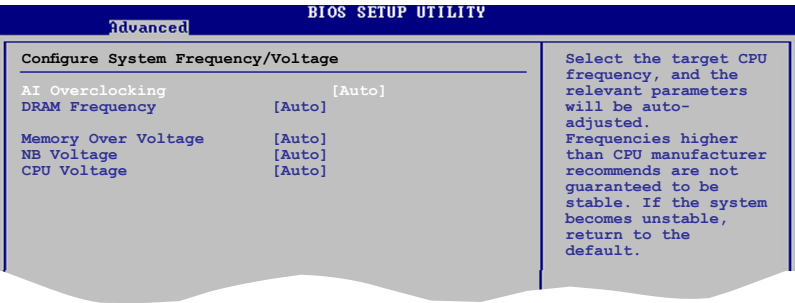 BIOS SETUP UTILITY
Advanced
Configure System Frequency/Voltage
AI Overclocking [Auto]
DRAM Frequency [Auto]
Memory Over Voltage [Auto]
NB Voltage [Auto]
CPU Voltage [Auto]
Select the target CPU
frequency, and the
relevant parameters
will be auto-
adjusted.
Frequencies higher
than CPU manufacturer
recommends are not
guaranteed to be
stable. If the system
becomes unstable,
return to the
default.